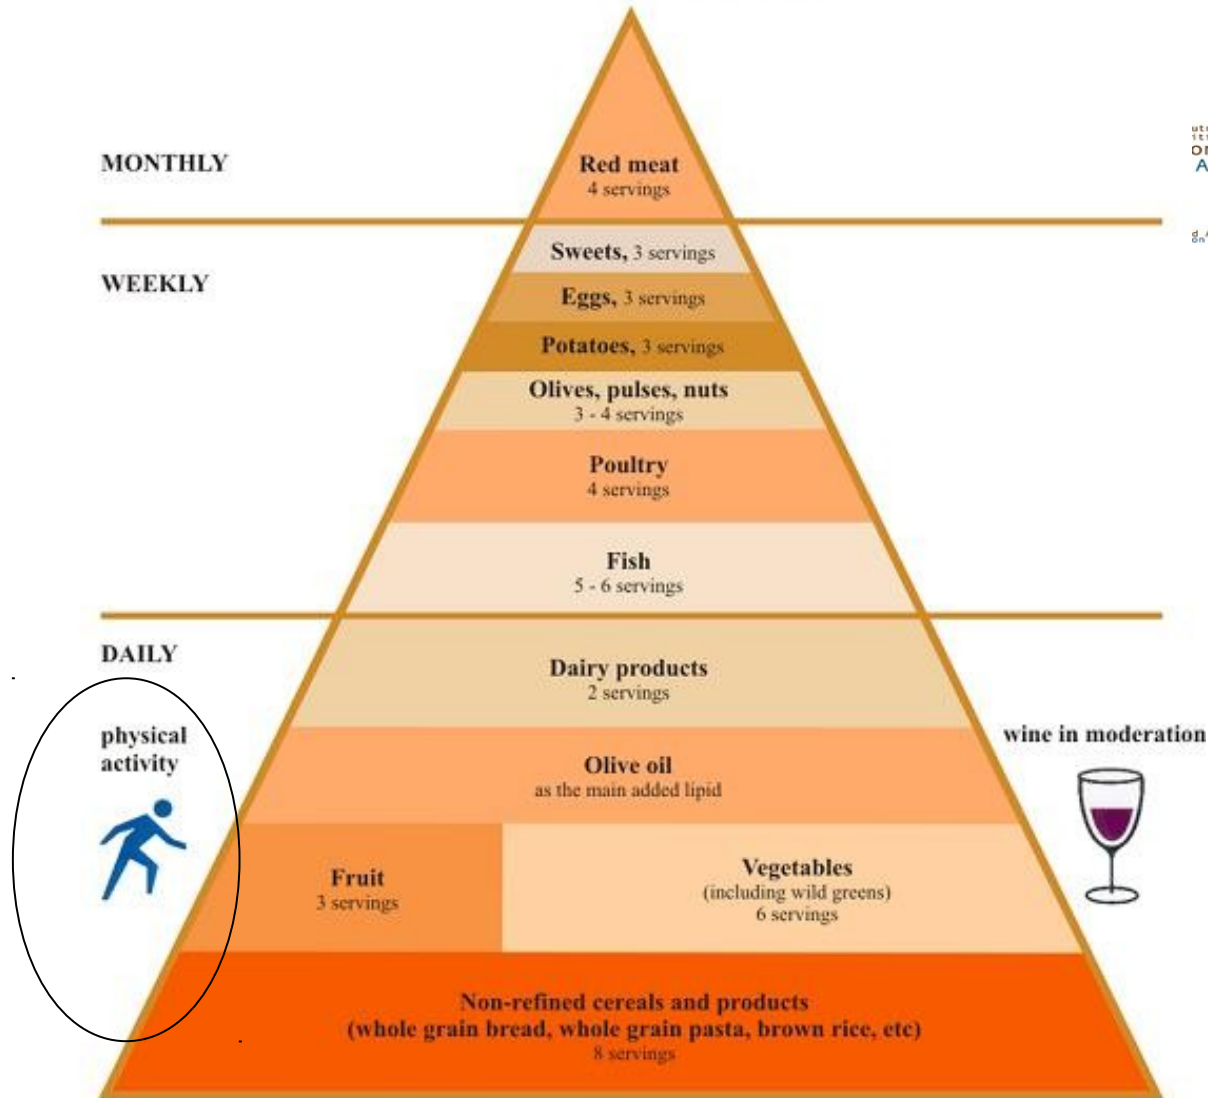 MONTHLY
Red meat
4 servings
WEEKLY
Sweets, 3 servings
Eggs, 3 servings
Potatoes, 3 servings
Olives, pulses, nuts
3 - 4 servings
Poultry
4 servings
Fish
5 - 6 servings
DAILY
Dairy products
2 servings
physical
activity
wine in moderation
Olive oil
as the main added lipid
Fruit
3 servings
Vegetables
(including wild greens)
6 servings
Non-refined cereals and products
(whole grain bread, whole grain pasta, brown rice, etc)
8 servings